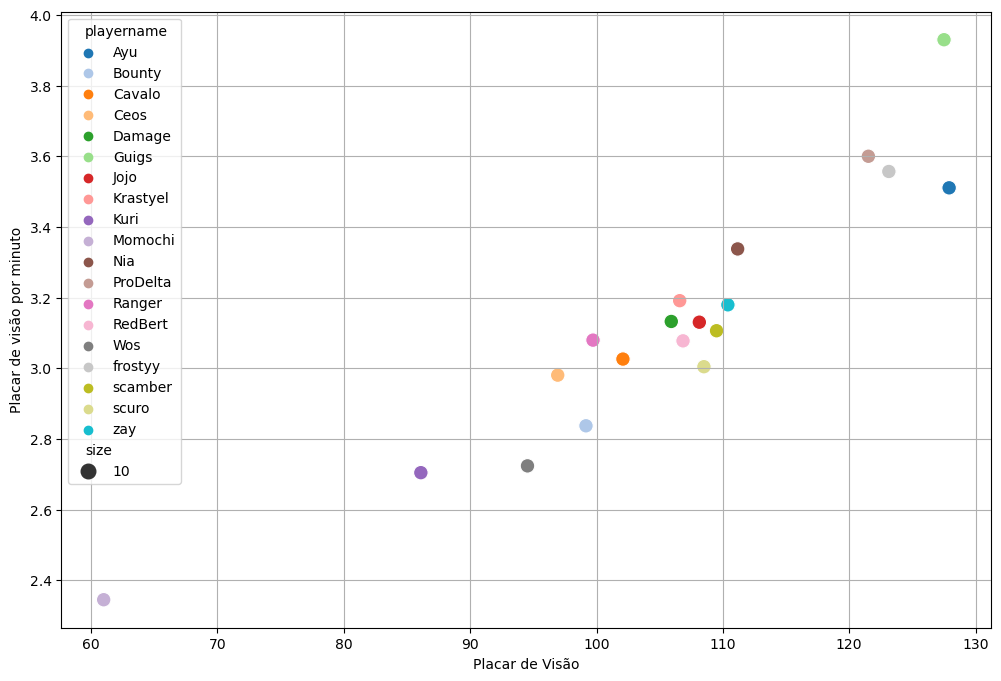 playername
Ayu
Bounty
Cavalo
Ceos
Damage
Guigs
Jojo
Krastyel
Kuri
Momochi
Nia
ProDelta
Ranger
RedBert
Wos
frostyy
scamber
scuro
zay
size
10
4.0
3.8
3.6
3.4
3.2
3.0
2.8
2.6
2.4
Placar de visão por minuto
60 70 80 90 100 110 120 130
Placar de Visão